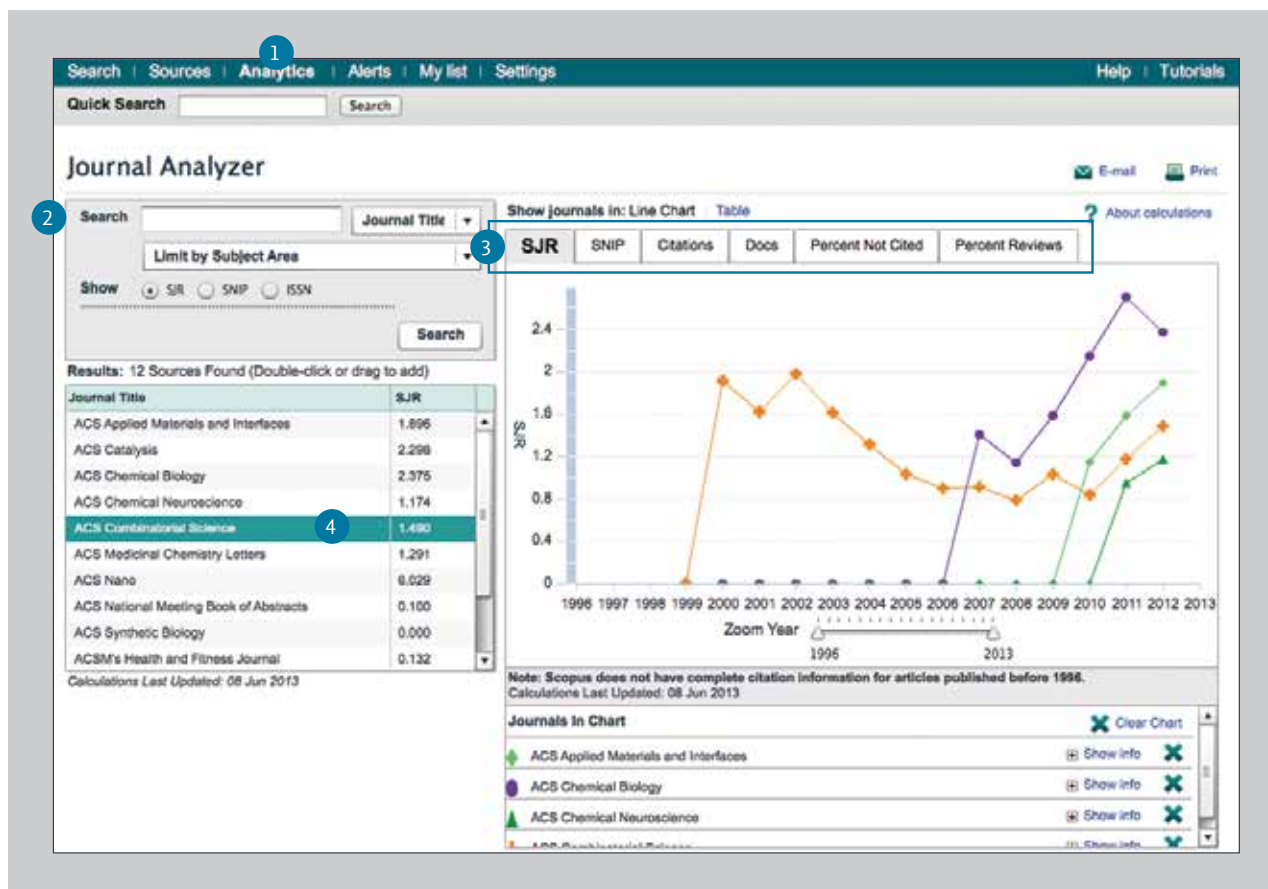 1
Search | Sources | Analytics | Alerts | My list | Settings
Help | Tutorials
Quick Search
Search
Journal Analyzer
E-mail
Print
2
Search
Journal Title
Limit by Subject Area
Show SJR SNIP ISSN
Search
Results: 12 Sources Found (Double-click or drag to add)
Journal Title SJR
ACS Applied Materials and Interfaces 1.896
ACS Catalysis 2.298
ACS Chemical Biology 2.375
ACS Chemical Neuroscience 1.174
ACS Combinatorial Science 4 1.490
ACS Medicinal Chemistry Letters 1.291
ACS Nano 6.029
ACS National Meeting Book of Abstracts 0.100
ACS Synthetic Biology 0.000
ACSM's Health and Fitness Journal 0.132
Calculations Last Updated: 08 Jun 2013
Show journals in: Line Chart | Table
? About calculations
3
SJR SNIP Citations Docs Percent Not Cited Percent Reviews
2.4
2
1.6
SJR
1.2
0.8
0.4
0
1996 1997 1998 1999 2000 2001 2002 2003 2004 2005 2006 2007 2008 2009 2010 2011 2012 2013
Zoom Year
1996 2013
Note: Scopus does not have complete citation information for articles published before 1996.
Calculations Last Updated: 08 Jun 2013
Journals In Chart
Clear Chart
ACS Applied Materials and Interfaces Show info
ACS Chemical Biology Show info
ACS Chemical Neuroscience Show info
ACS Combinatorial Science Show info